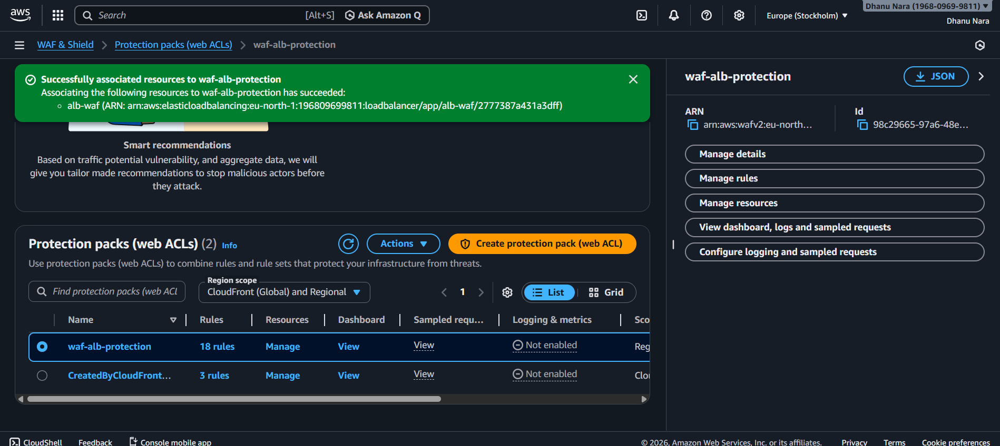 aws
Search [Alt+S] Ask Amazon Q
Europe (Stockholm)
Dhanu Nara (1968-0969-9811)
Dhanu Nara
WAF & Shield
Protection packs (web ACLs)
waf-alb-protection
Successfully associated resources to waf-alb-protection
Associating the following resources to waf-alb-protection has succeeded:
alb-waf (ARN: arn:aws:elasticloadbalancing:eu-north-1:196809699811:loadbalancer/app/alb-waf/2777387a431a3dff)
Smart recommendations
Based on traffic potential vulnerability, and aggregate data, we will
give you tailor made recommendations to stop malicious actors before
they attack.
Protection packs (web ACLs) (2) Info
Actions
Create protection pack (web ACL)
Use protection packs (web ACLs) to combine rules and rule sets that protect your infrastructure from threats.
Find protection packs (web ACL
Region scope
CloudFront (Global) and Regional
1
List
Grid
Name Rules Resources Dashboard Sampled requ... Logging & metrics Sco
waf-alb-protection 18 rules Manage View View Not enabled Reg
CreatedByCloudFront... 3 rules Manage View View Not enabled Clo
waf-alb-protection
JSON
ARN
arn:aws:wafv2:eu-north...
Id
98c29665-97a6-48e...
Manage details
Manage rules
Manage resources
View dashboard, logs and sampled requests
Configure logging and sampled requests
CloudShell Feedback Console mobile app
© 2026, Amazon Web Services, Inc. or its affiliates. Privacy Terms Cookie preferences